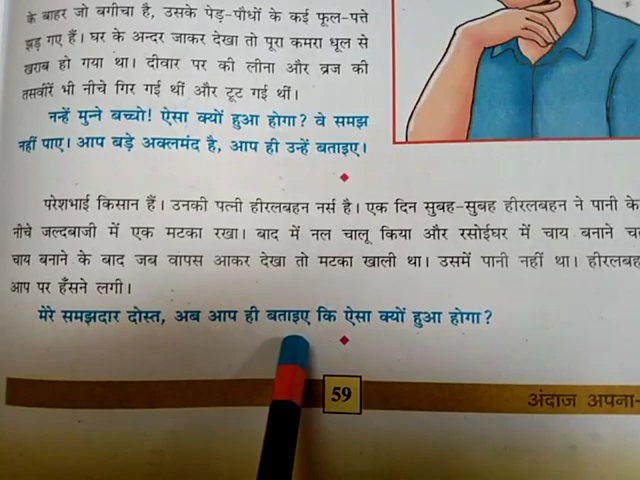 के बाहर जो बगीचा है, उसके पेड़-पौधों के कई फूल-पत्ते
झड़ गए हैं। घर के अन्दर जाकर देखा तो पूरा कमरा धूल से
खराब हो गया था। दीवार पर की लीना और व्रज की
तसवीरें भी नीचे गिर गई थीं और टूट गई थीं।
नन्हें मुन्ने बच्चो! ऐसा क्यों हुआ होगा? वे समझ
नहीं पाए। आप बड़े अक्लमंद है, आप ही उन्हें बताइए।
परेशभाई किसान हैं। उनकी पत्नी हीरलबहन नर्स है। एक दिन सुबह-सुबह हीरलबहन ने पानी के
नीचे जल्दबाजी में एक मटका रखा। बाद में नल चालू किया और रसोईघर में चाय बनाने
चाय बनाने के बाद जब वापस आकर देखा तो मटका खाली था। उसमें पानी नहीं था।
आप पर हँसने लगी।
मेरे समझदार दोस्त, अब आप ही बताइए कि ऐसा क्यों हुआ होगा?
59
अंदाज अपना-